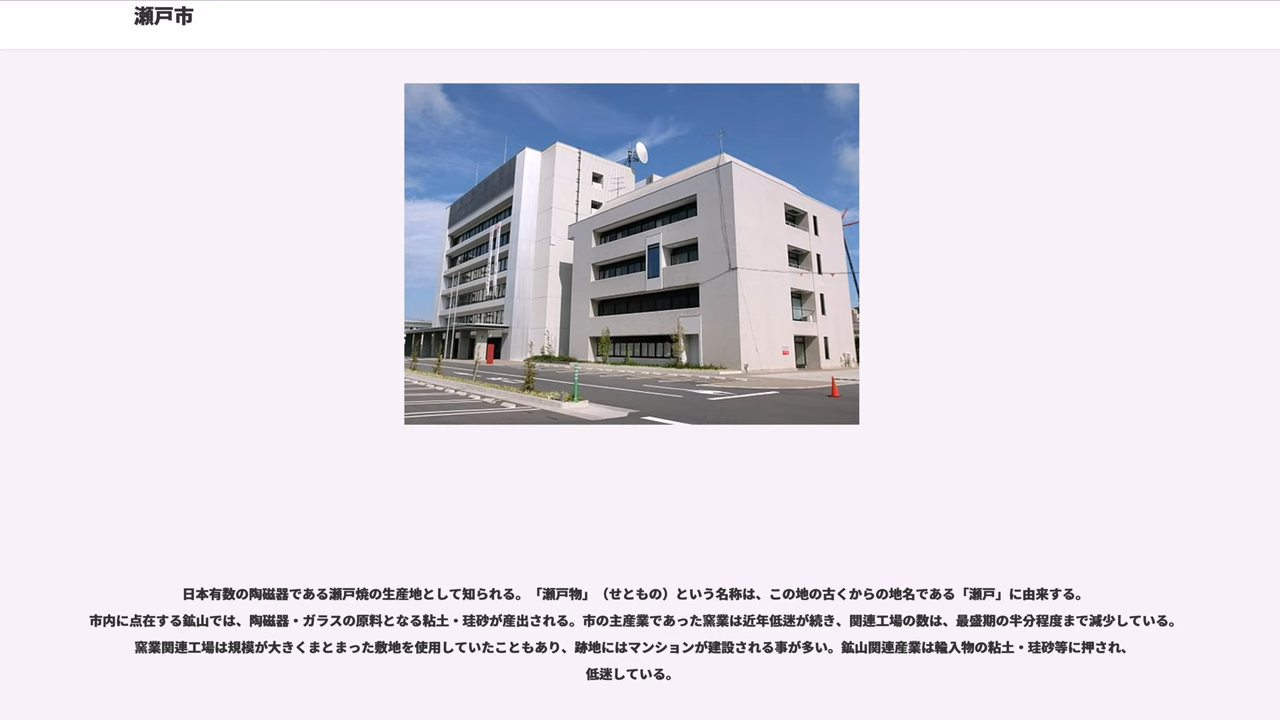 瀬戸市
日本有数の陶磁器である瀬戸焼の生産地として知られる。「瀬戸物」（せともの）という名称は、この地の古くからの地名である「瀬戸」に由来する。
市内に点在する鉱山では、陶磁器・ガラスの原料となる粘土・珪砂が産出される。市の主産業であった窯業は近年低迷が続き、関連工場の数は、最盛期の半分程度まで減少している。
窯業関連工場は規模が大きくまとまった敷地を使用していたこともあり、跡地にはマンションが建設される事が多い。鉱山関連産業は輸入物の粘土・珪砂等に押され、
低迷している。